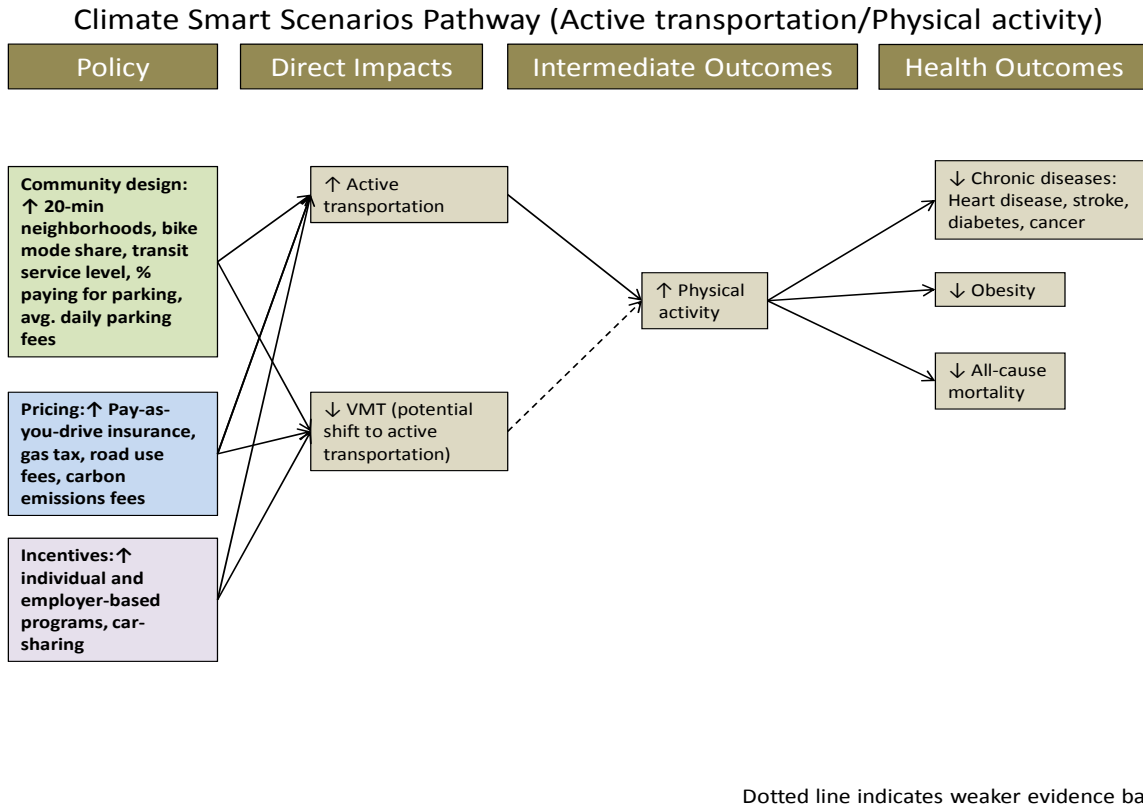 Climate Smart Scenarios Pathway (Active transportation/Physical activity)
Policy
Direct Impacts
Intermediate Outcomes
Health Outcomes
Community design:
↑ 20-min
neighborhoods, bike
mode share, transit
service level, %
paying for parking,
avg. daily parking
fees
Pricing:↑ Pay-as-
you-drive insurance,
gas tax, road use
fees, carbon
emissions fees
Incentives:↑
individual and
employer-based
programs, car-
sharing
↑ Active
transportation
↓ VMT (potential
shift to active
transportation)
↑ Physical
activity
↓ Chronic diseases:
Heart disease, stroke,
diabetes, cancer
↓ Obesity
↓ All-cause
mortality
Dotted line indicates weaker evidence ba